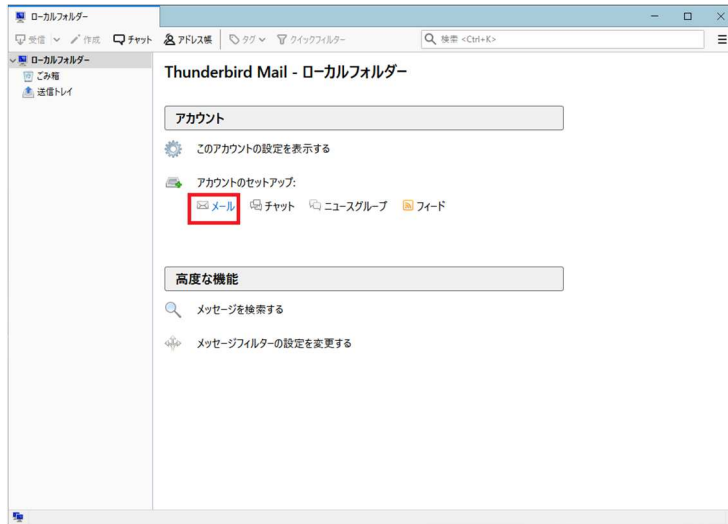 ローカルフォルダー
受信 作成 チャット アドレス帳 タグ クイックフィルター 検索 <Ctrl+K>
ローカルフォルダー
ごみ箱
送信トレイ
Thunderbird Mail - ローカルフォルダー
アカウント
このアカウントの設定を表示する
アカウントのセットアップ:
メール チャット ニュースグループ フィード
高度な機能
メッセージを検索する
メッセージフィルターの設定を変更する